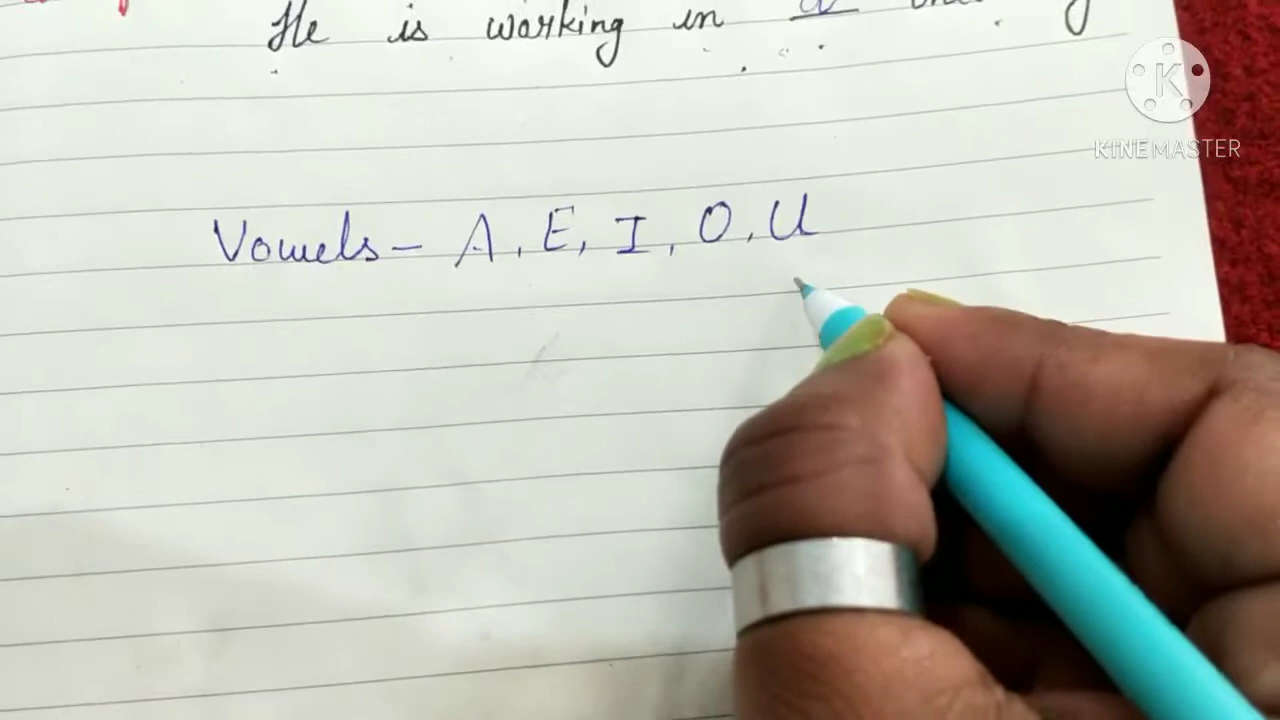 He is working in a
Vowels - A, E, I, O, U
KINEMASTER